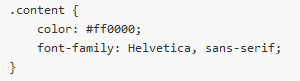 .content {
    color: #ff0000;
    font-family: Helvetica, sans-serif;
}